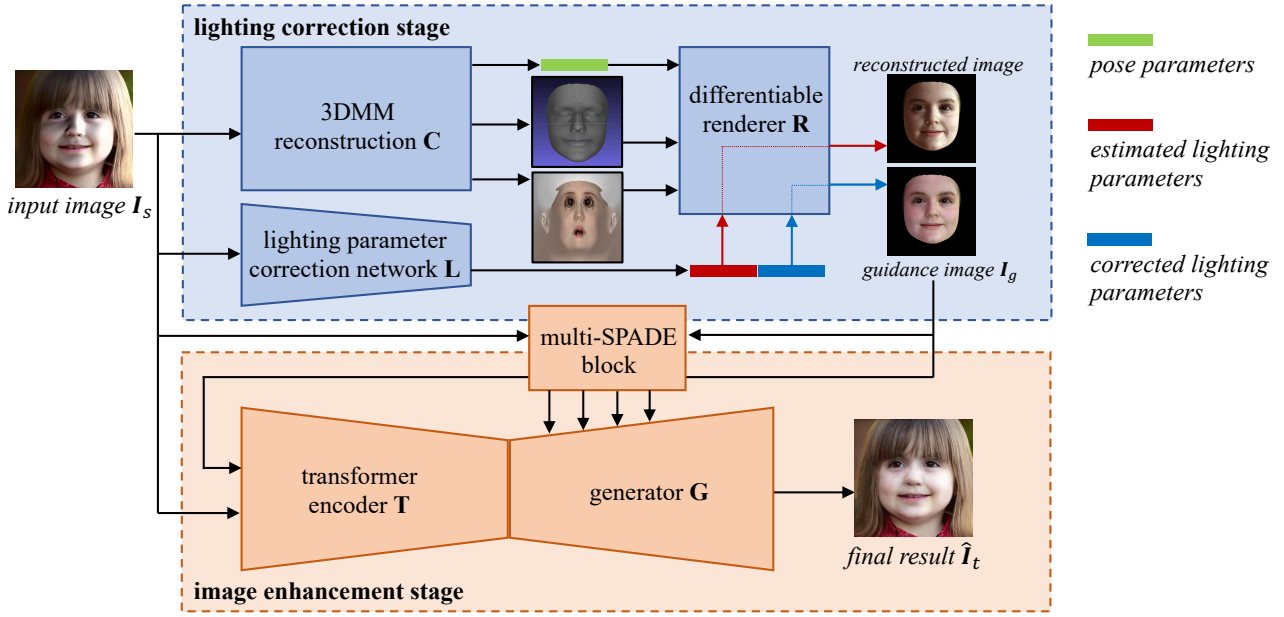 lighting correction stage
input image I_s
3DMM
reconstruction C
lighting parameter
correction network L
differentiable
renderer R
reconstructed image
guidance image I_g
pose parameters
estimated lighting
parameters
corrected lighting
parameters
multi-SPADE
block
transformer
encoder T
generator G
final result Î_t
image enhancement stage